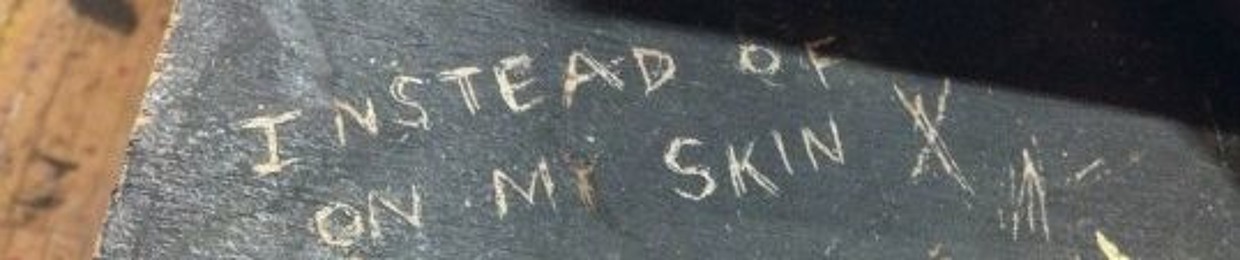 INSTEAD OF
ON MY SKIN X